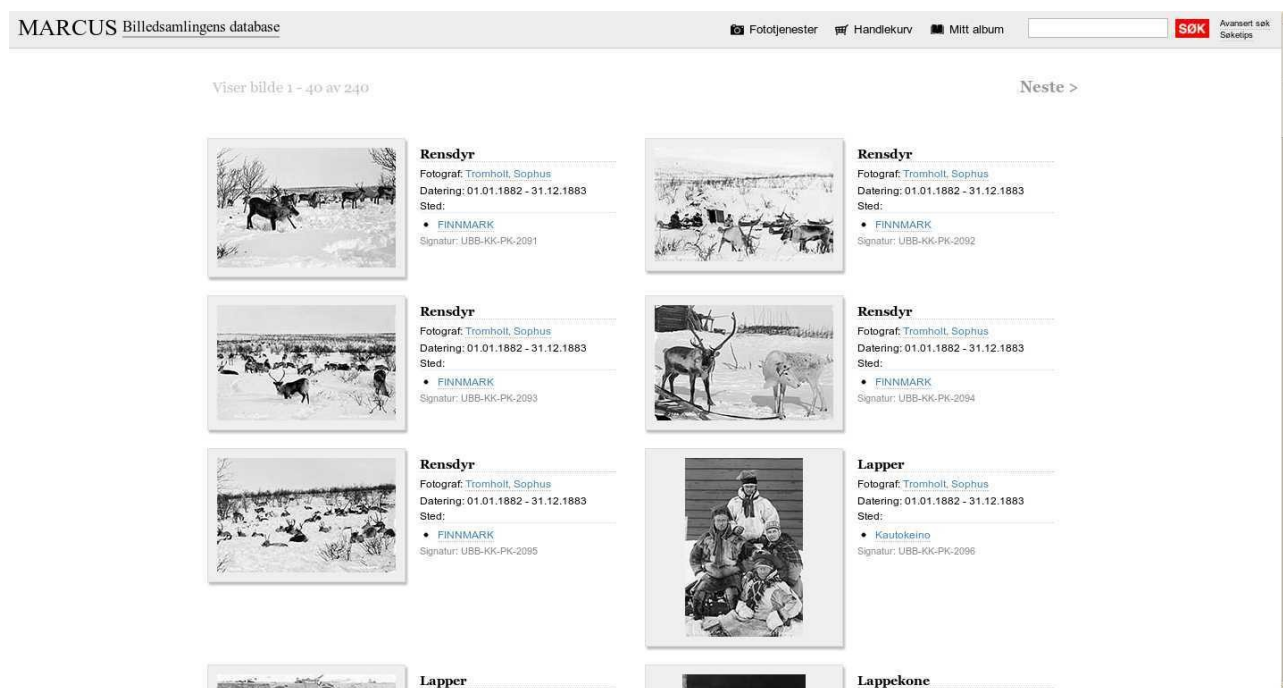 MARCUS Billedsamlingens database
Fototjenester Handlekurv Mitt album SØK Avansert søk
Søketips
Viser bilde 1 - 40 av 240 Neste >
Rensdyr
Fotograf: Tromholt, Sophus
Datering: 01.01.1882 - 31.12.1883
Sted:
• FINNMARK
Signatur: UBB-KK-PK-2091
Rensdyr
Fotograf: Tromholt, Sophus
Datering: 01.01.1882 - 31.12.1883
Sted:
• FINNMARK
Signatur: UBB-KK-PK-2092
Rensdyr
Fotograf: Tromholt, Sophus
Datering: 01.01.1882 - 31.12.1883
Sted:
• FINNMARK
Signatur: UBB-KK-PK-2093
Rensdyr
Fotograf: Tromholt, Sophus
Datering: 01.01.1882 - 31.12.1883
Sted:
• FINNMARK
Signatur: UBB-KK-PK-2094
Rensdyr
Fotograf: Tromholt, Sophus
Datering: 01.01.1882 - 31.12.1883
Sted:
• FINNMARK
Signatur: UBB-KK-PK-2095
Lapper
Fotograf: Tromholt, Sophus
Datering: 01.01.1882 - 31.12.1883
Sted:
• Kautokeino
Signatur: UBB-KK-PK-2096
Lapper
Lappekone